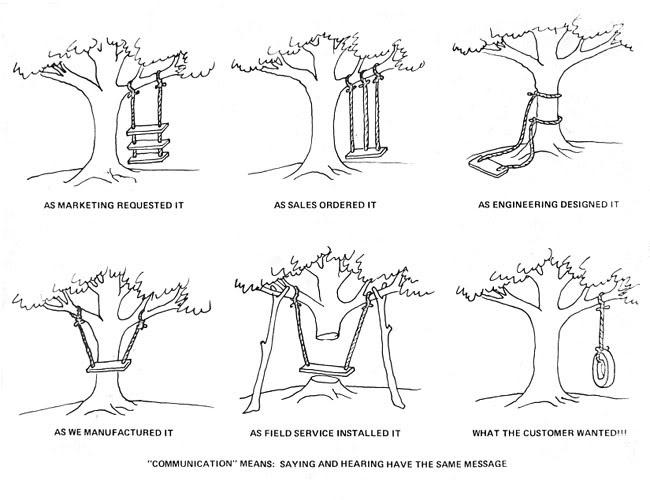 AS MARKETING REQUESTED IT
AS SALES ORDERED IT
AS ENGINEERING DESIGNED IT
AS WE MANUFACTURED IT
AS FIELD SERVICE INSTALLED IT
WHAT THE CUSTOMER WANTED!!!
"COMMUNICATION" MEANS: SAYING AND HEARING HAVE THE SAME MESSAGE